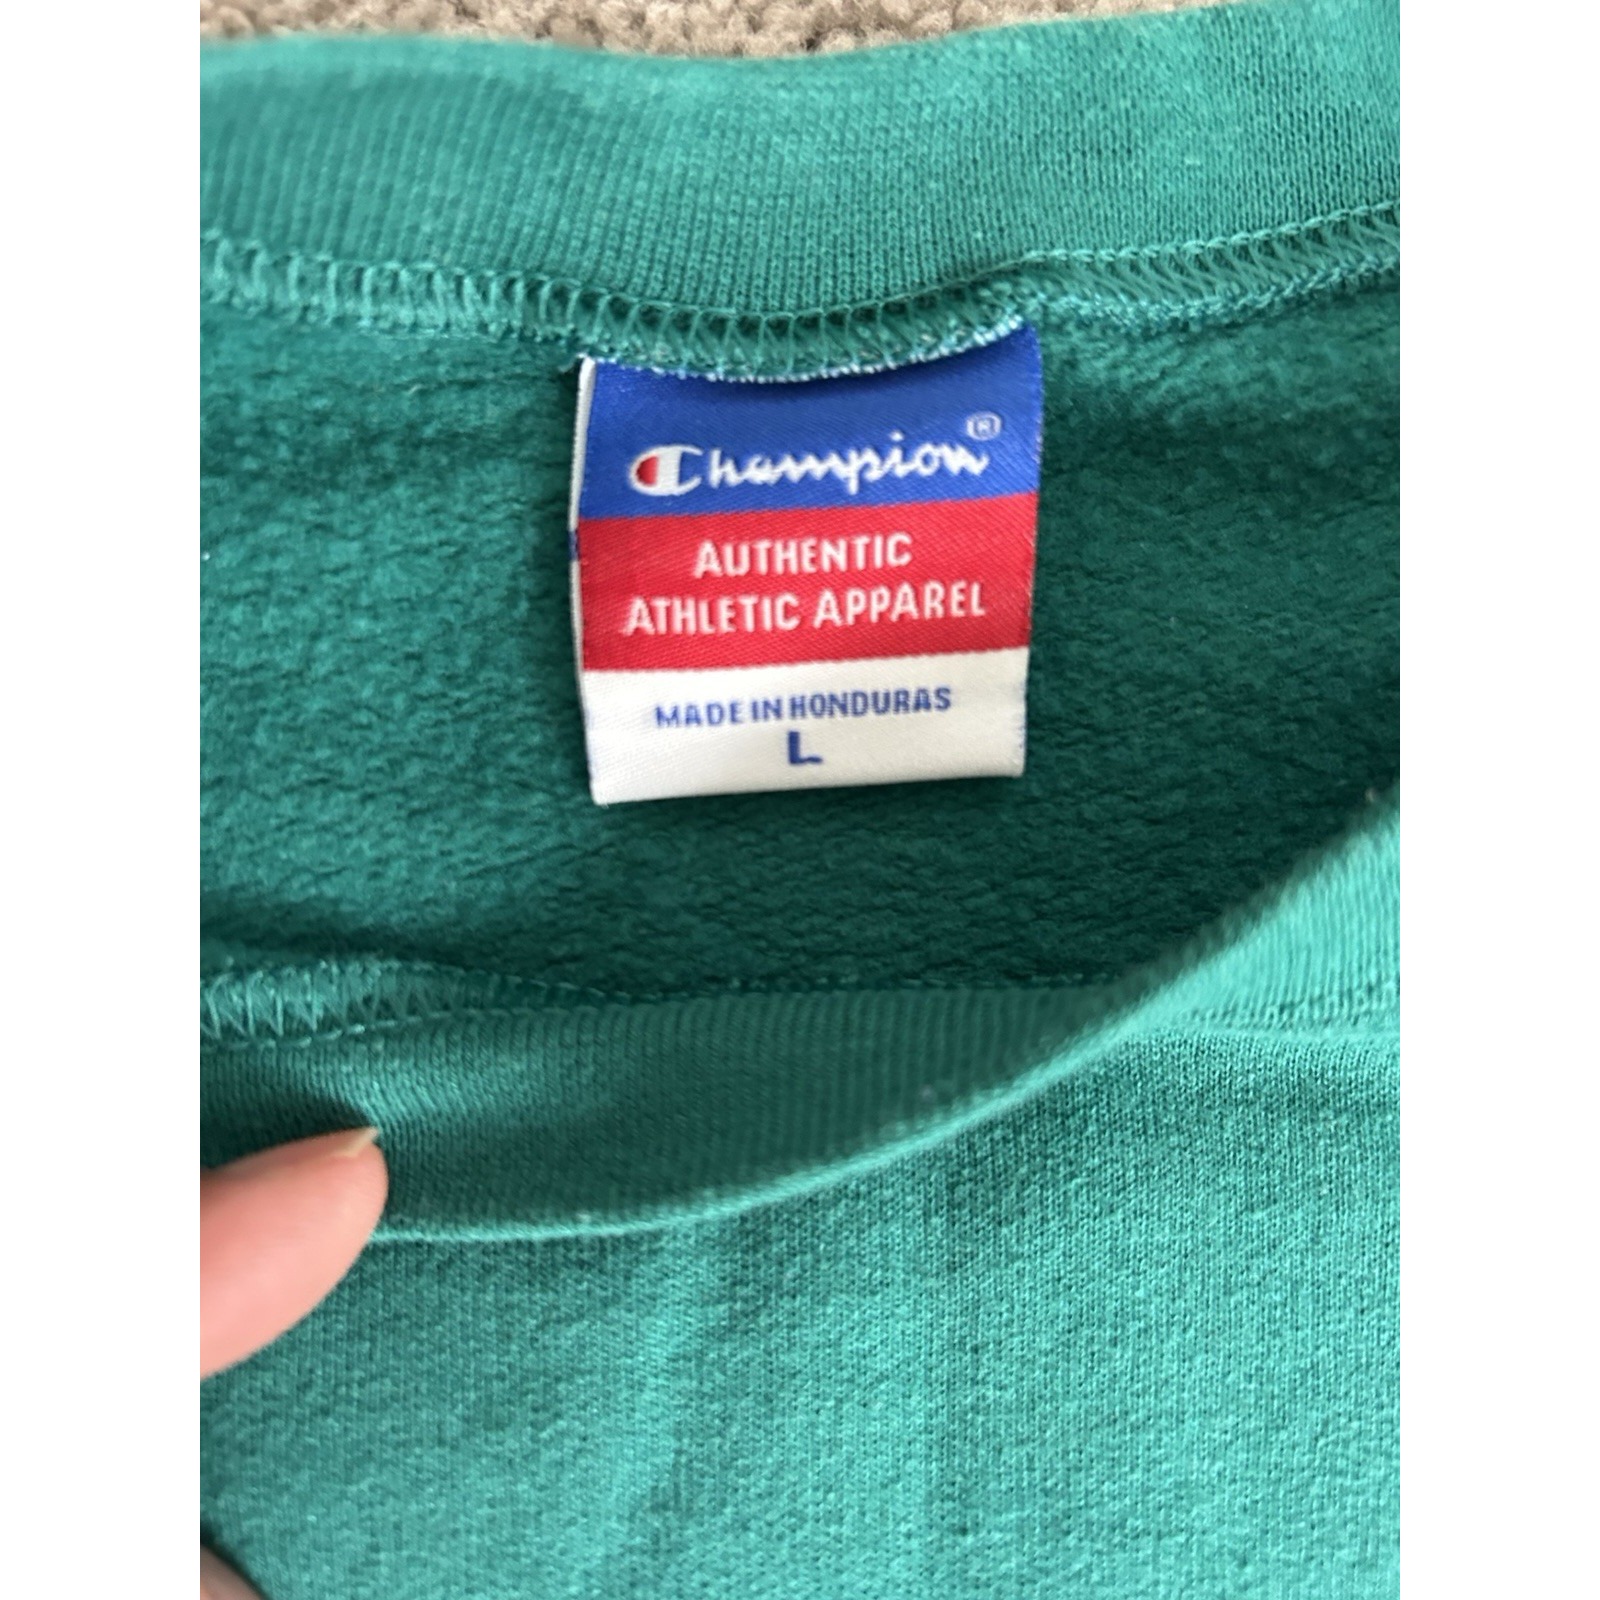 Champion®
AUTHENTIC
ATHLETIC APPAREL
MADE IN HONDURAS
L